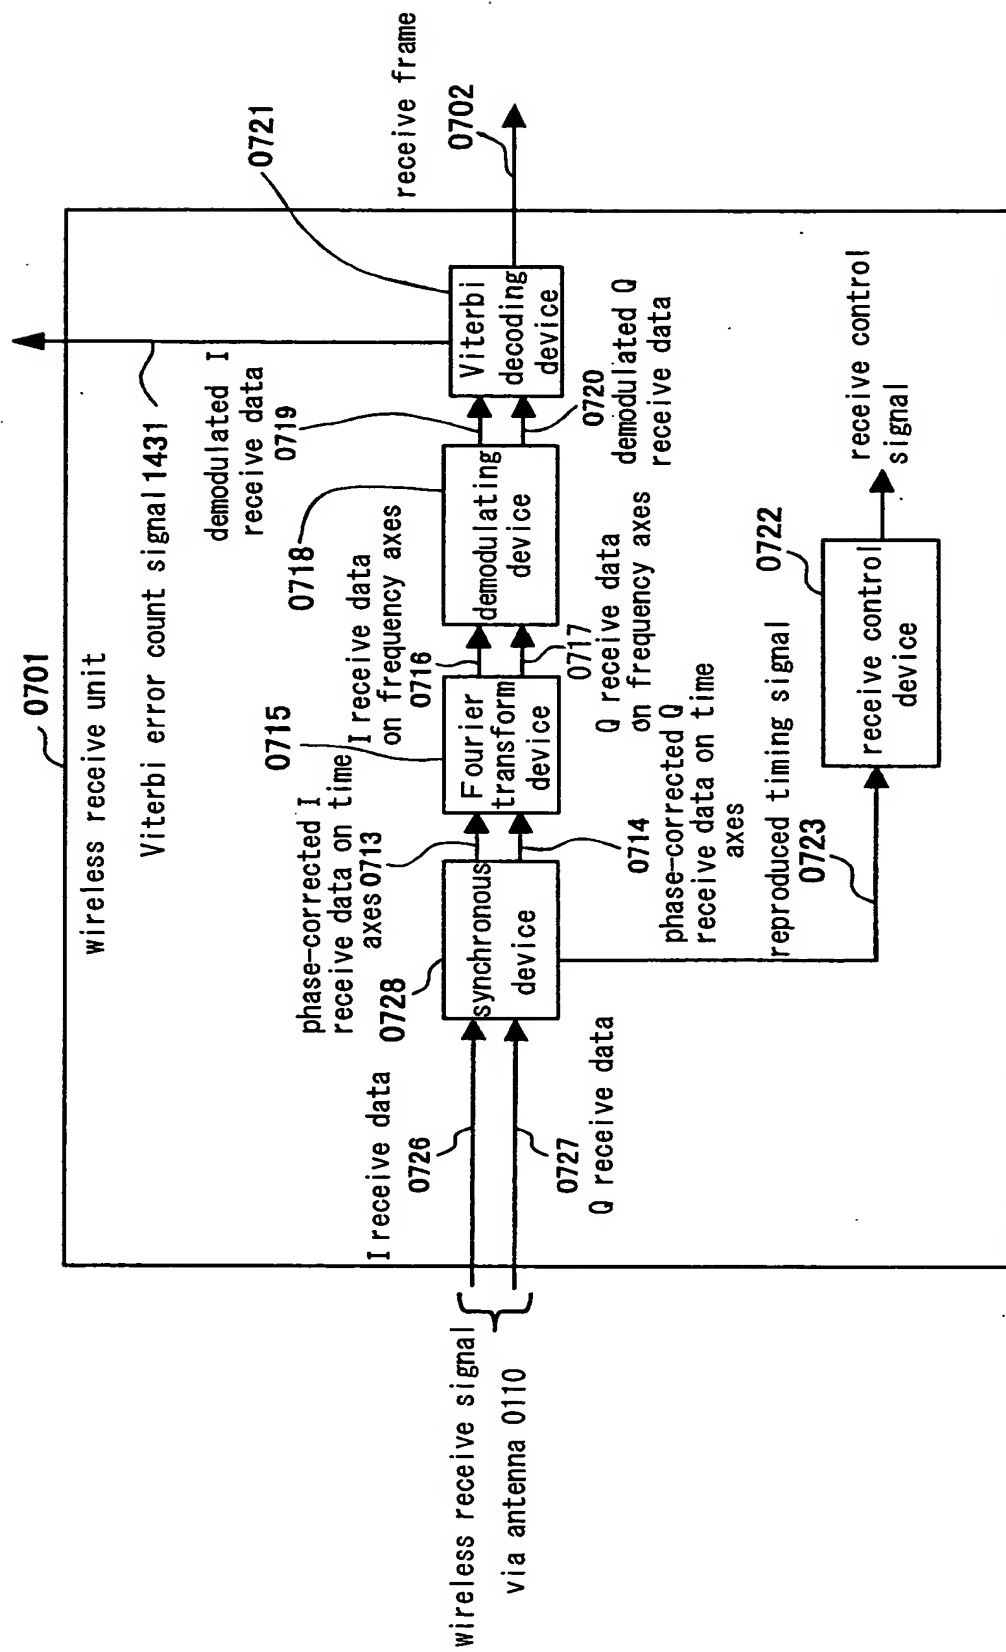 0701
wireless receive unit
Viterbi error count signal 1431
wireless receive signal
via antenna 0110
I receive data
0726
0727
Q receive data
0728
synchronous
device
phase-corrected I
receive data on time
axes 0713
0714
phase-corrected Q
receive data on time
axes
0715
Fourier
transform
device
I receive data
on frequency axes
0716
0717
Q receive data
on frequency axes
0718
demodulating
device
demodulated I
receive data
0719
0720
demodulated Q
receive data
0721
Viterbi
decoding
device
receive frame
0702
reproduced timing signal
0723
0722
receive control
device
receive control
signal